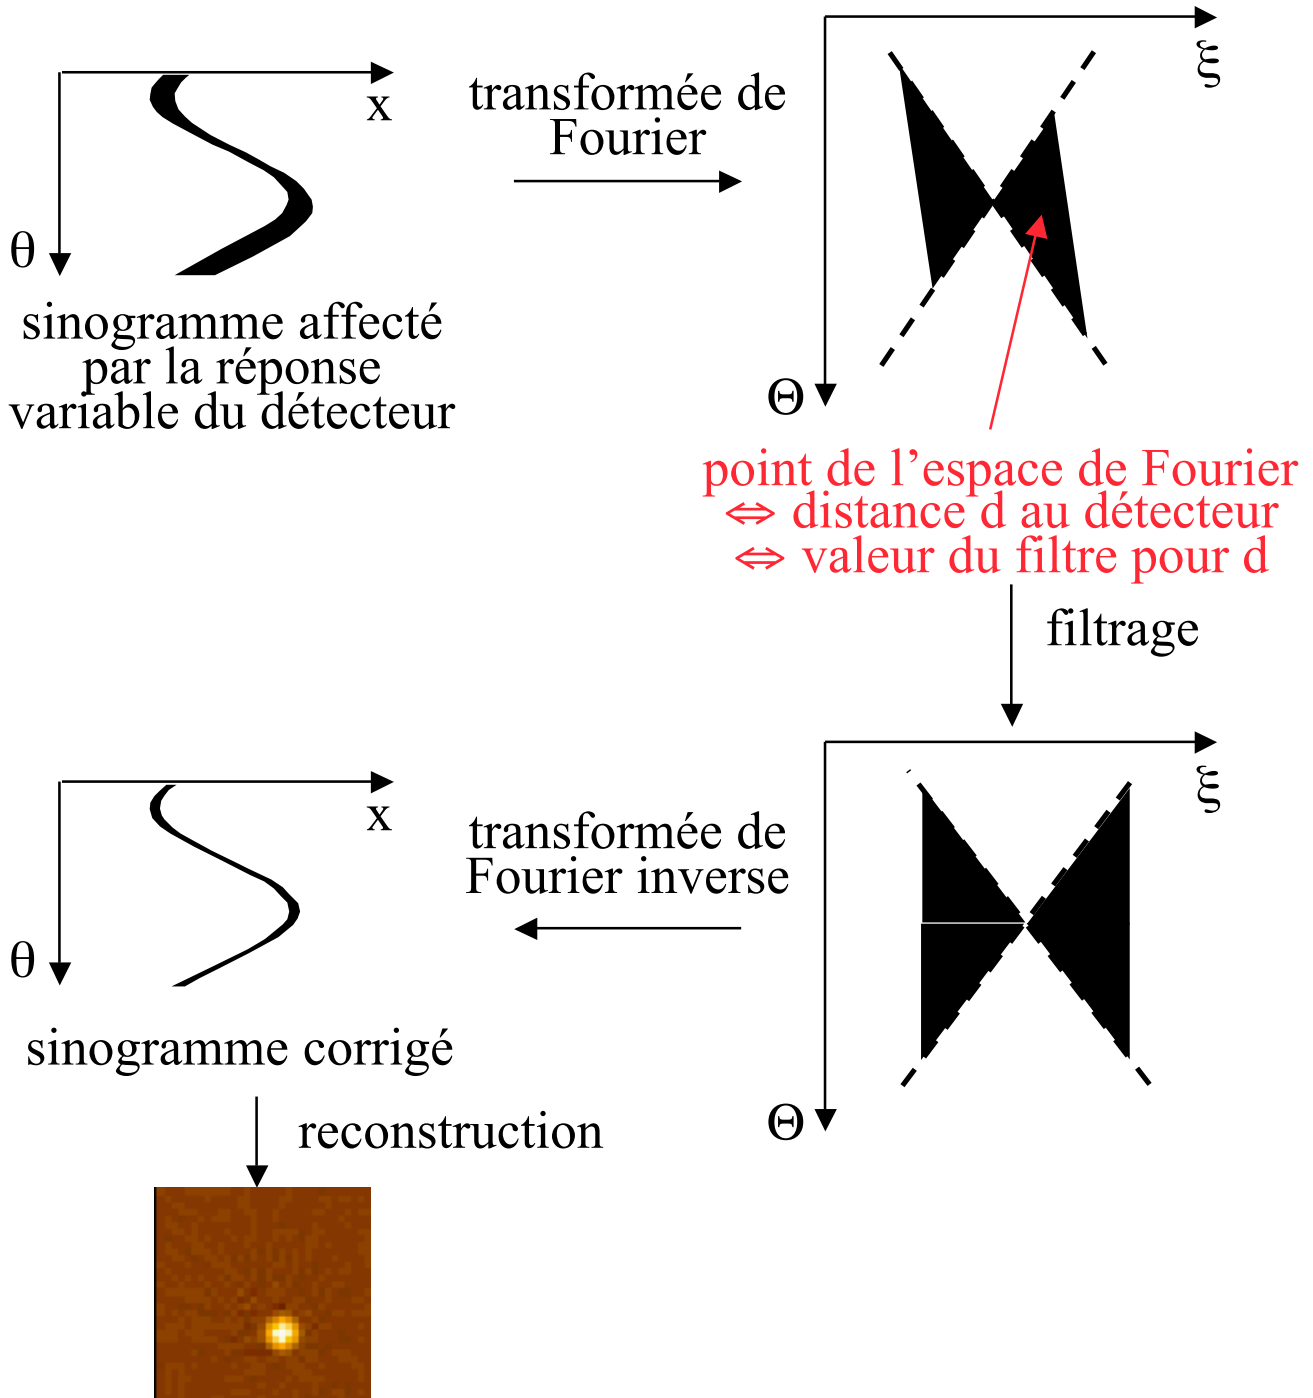 x
θ
sinogramme affecté
par la réponse
variable du détecteur
transformée de
Fourier
ξ
Θ
point de l’espace de Fourier
⇔ distance d au détecteur
⇔ valeur du filtre pour d
filtrage
ξ
Θ
transformée de
Fourier inverse
x
θ
sinogramme corrigé
reconstruction